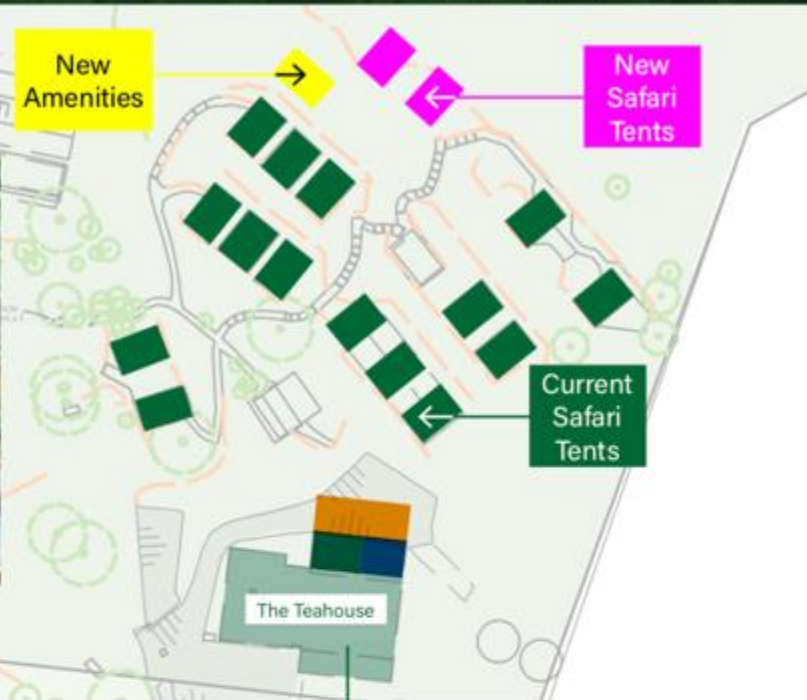 New
Amenities
New
Safari
Tents
Current
Safari
Tents
The Teahouse